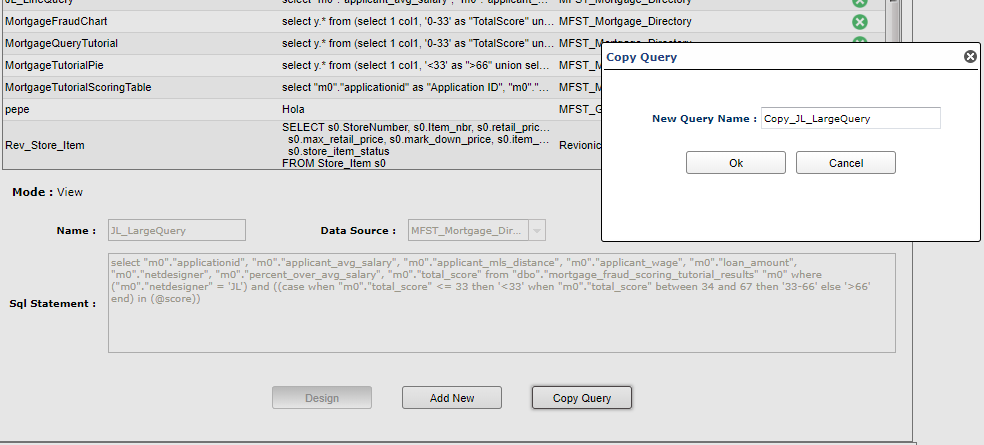 JL_LineQuery select "m0"."applicant_avg_salary", "m0"."applicant_... MFST_Mortgage_Directory
MortgageFraudChart select y.* from (select 1 col1, '0-33' as "TotalScore" un... MFST_Mortgage_Directory
MortgageQueryTutorial select y.* from (select 1 col1, '0-33' as "TotalScore" un... MFST_Mortgage_Directory
MortgageTutorialPie select y.* from (select 1 col1, '<33' as ">66" union sel... MFST_M
MortgageTutorialScoringTable select "m0"."applicationid" as "Application ID", "m0"."... MFST_M
pepe Hola MFST_G
Rev_Store_Item SELECT s0.StoreNumber, s0.Item_nbr, s0.retail_pric... Revionic
s0.max_retail_price, s0.mark_down_price, s0.item_...
s0.store_item_status
FROM Store_Item s0
Copy Query
New Query Name : Copy_JL_LargeQuery
Ok Cancel
Mode : View
Name : JL_LargeQuery Data Source : MFST_Mortgage_Dir...
Sql Statement :
select "m0"."applicationid", "m0"."applicant_avg_salary", "m0"."applicant_mls_distance", "m0"."applicant_wage", "m0"."loan_amount",
"m0"."netdesigner", "m0"."percent_over_avg_salary", "m0"."total_score" from "dbo"."mortgage_fraud_scoring_tutorial_results" "m0" where
("m0"."netdesigner" = 'JL') and ((case when "m0"."total_score" <= 33 then '<33' when "m0"."total_score" between 34 and 67 then '33-66' else '>66'
end) in (@score))
Design Add New Copy Query